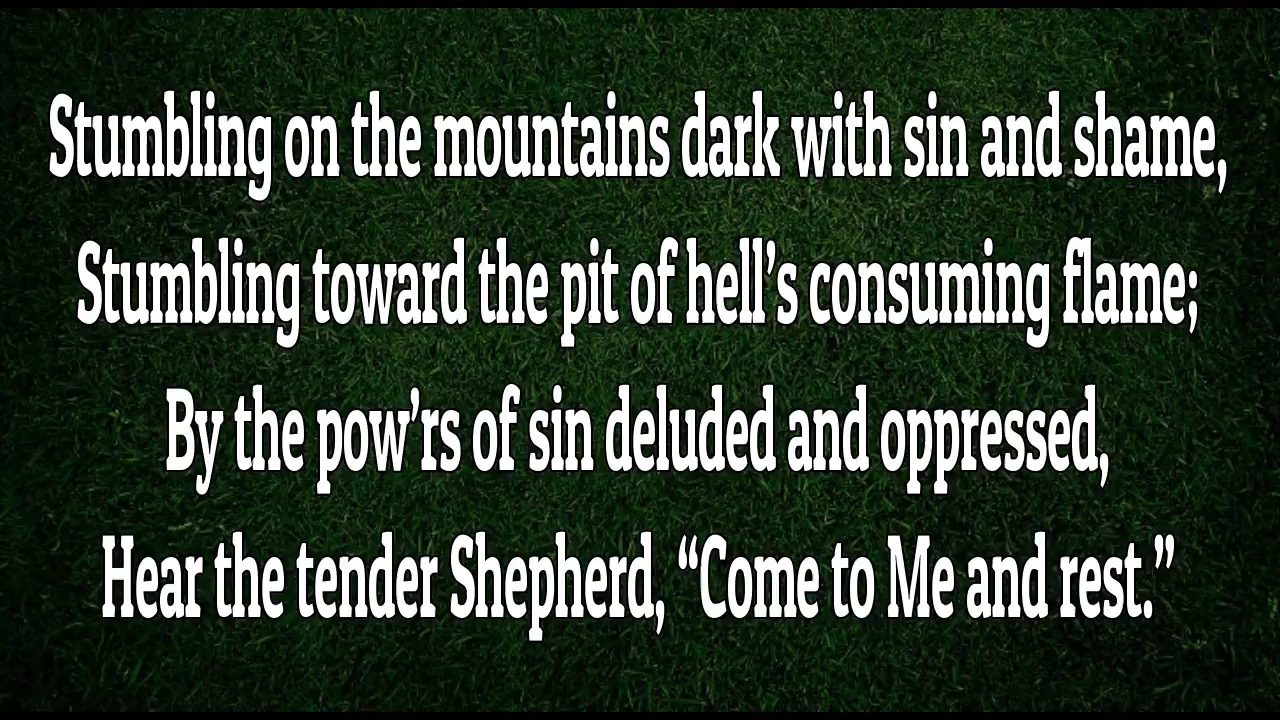 Stumbling on the mountains dark with sin and shame,
Stumbling toward the pit of hell’s consuming flame;
By the pow’rs of sin deluded and oppressed,
Hear the tender Shepherd, “Come to Me and rest.”